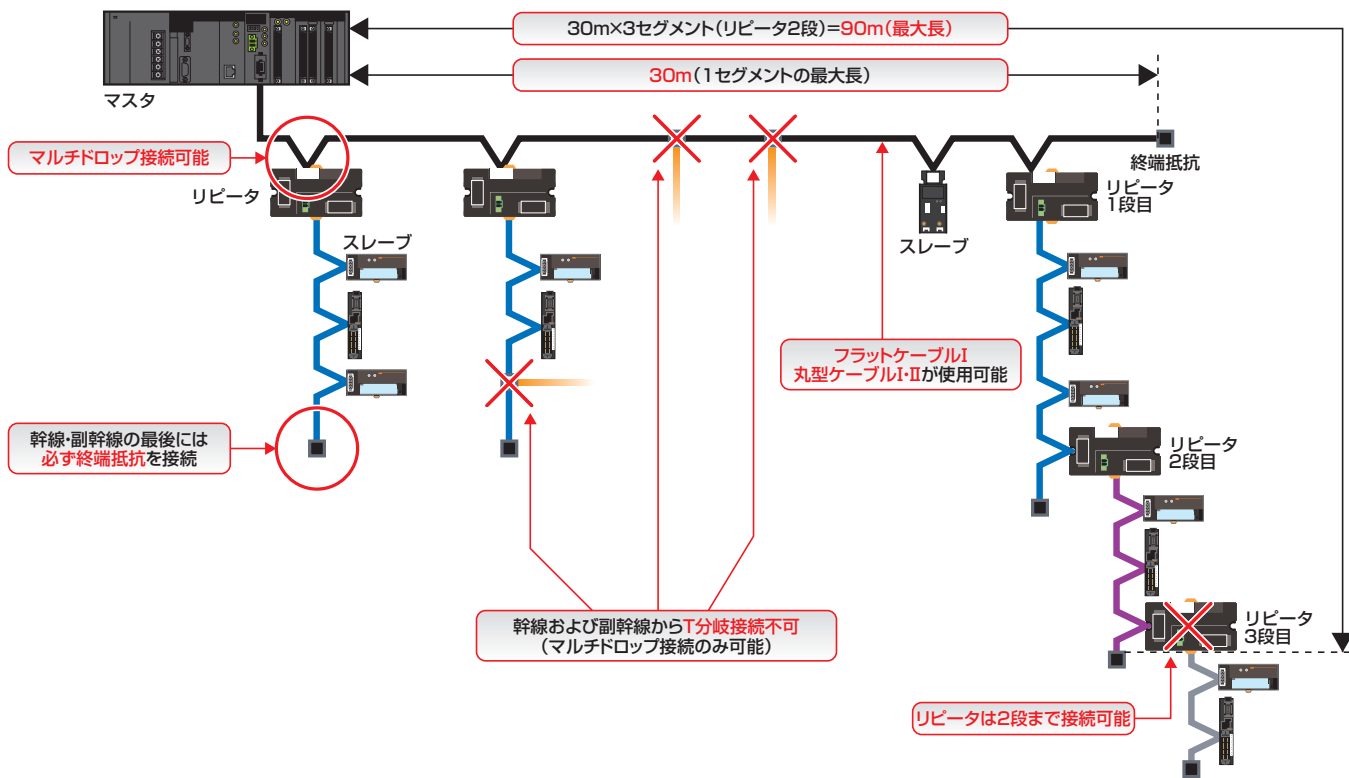 30m×3セグメント(リピータ2段)=90m(最大長)
30m(1セグメントの最大長)
マスタ
マルチドロップ接続可能
リピータ
終端抵抗
リピータ
1段目
スレーブ
スレーブ
フラットケーブルⅠ
丸型ケーブルⅠ・Ⅱが使用可能
幹線・副幹線の最後には
必ず終端抵抗を接続
リピータ
2段目
幹線および副幹線からT分岐接続不可
(マルチドロップ接続のみ可能)
リピータ
3段目
リピータは2段まで接続可能